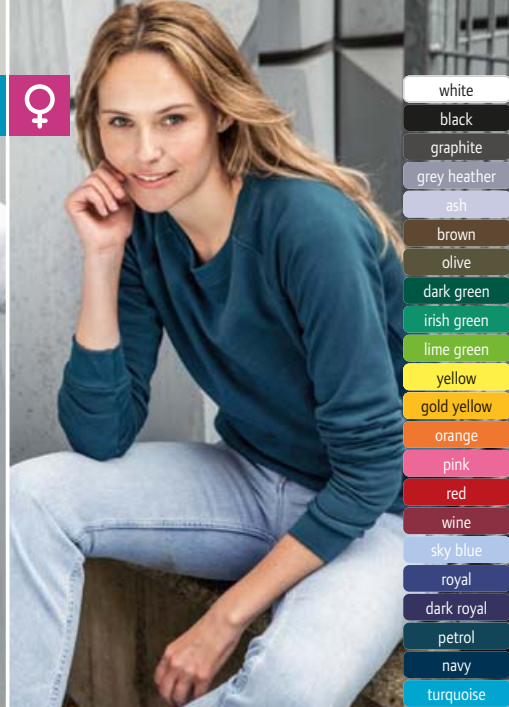 white
black
graphite
grey heather
ash
brown
olive
dark green
irish green
lime green
yellow
gold yellow
orange
pink
red
wine
sky blue
royal
dark royal
petrol
navy
turquoise